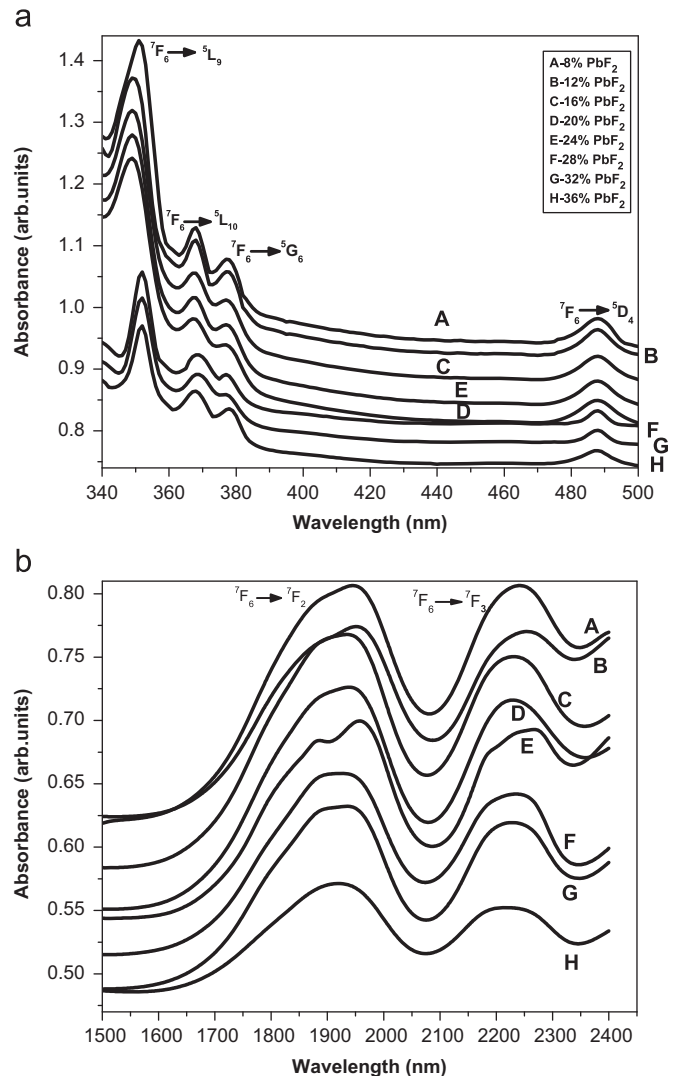 a
⁷F₆ → ⁵L₉
⁷F₆ → ⁵L₁₀
⁷F₆ → ⁵G₆
⁷F₆ → ⁵D₄
A-8% PbF₂
B-12% PbF₂
C-16% PbF₂
D-20% PbF₂
E-24% PbF₂
F-28% PbF₂
G-32% PbF₂
H-36% PbF₂
1.4
1.3
1.2
1.1
1.0
0.9
0.8
Absorbance (arb.units)
A
B
C
E
D
F
G
H
340 360 380 400 420 440 460 480 500
Wavelength (nm)
b
⁷F₆ → ⁷F₂
⁷F₆ → ⁷F₃
0.80
0.75
0.70
0.65
0.60
0.55
0.50
Absorbance (arb.units)
A
B
C
D
E
F
G
H
1500 1600 1700 1800 1900 2000 2100 2200 2300 2400
Wavelength (nm)